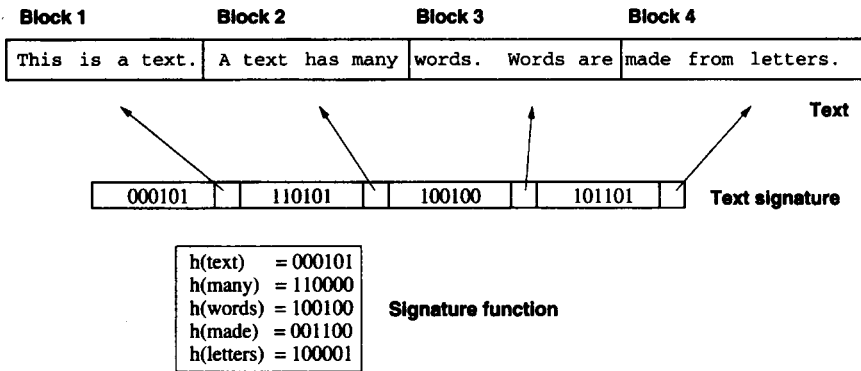 Block 1 Block 2 Block 3 Block 4
This is a text. A text has many words. Words are made from letters.
Text
000101 110101 100100 101101 Text signature
h(text) = 000101
h(many) = 110000
h(words) = 100100 Signature function
h(made) = 001100
h(letters) = 100001